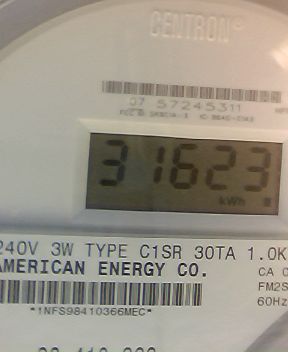 CENTRON®
07 57245311
31623
kWh
240V 3W TYPE C1SR 30TA 1.0K
AMERICAN ENERGY CO.
CA 0
FM2S
60Hz
*1NFS98410366MEC*